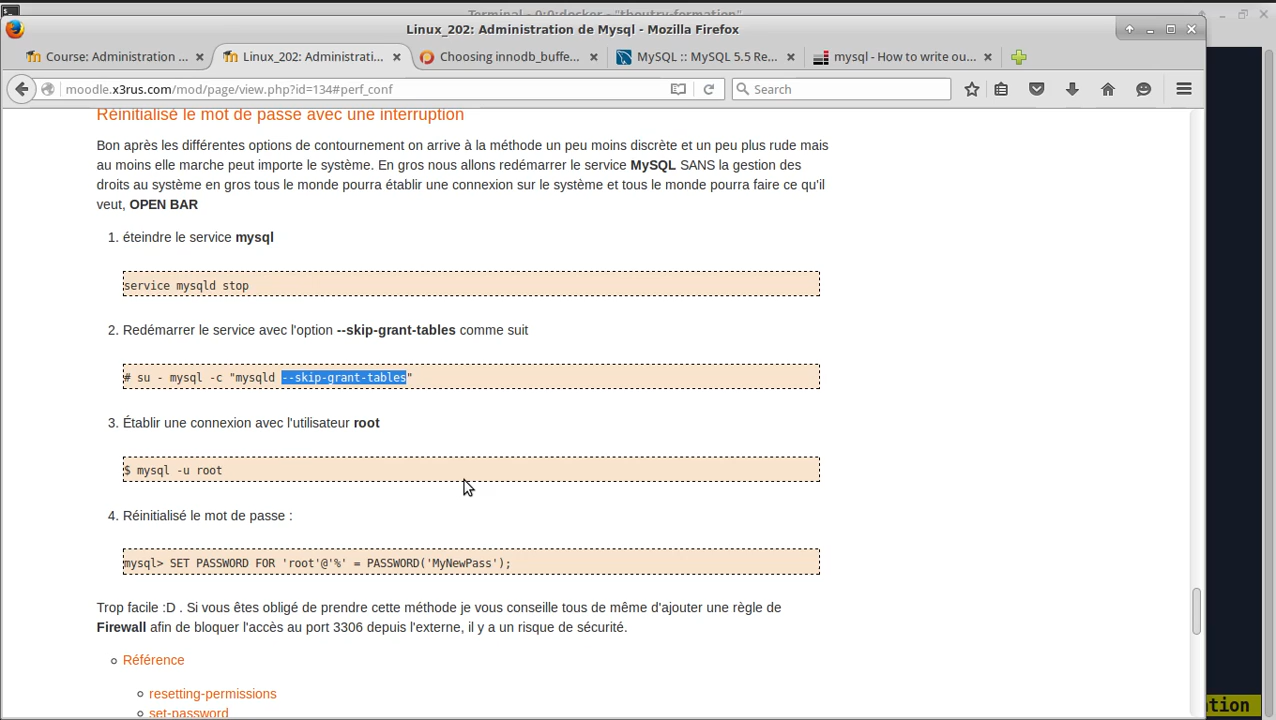 Terminal - 0:0:docker - "thoutry-formation"
Linux_202: Administration de Mysql - Mozilla Firefox
Course: Administration ...
Linux_202: Administrati...
Choosing innodb_buffe...
MySQL :: MySQL 5.5 Re...
mysql - How to write ou...
moodle.x3rus.com/mod/page/view.php?id=134#perf_conf
Search
Réinitialisé le mot de passe avec une interruption
Bon après les différentes options de contournement on arrive à la méthode un peu moins discrète et un peu plus rude mais
au moins elle marche peut importe le système. En gros nous allons redémarrer le service MySQL SANS la gestion des
droits au système en gros tous le monde pourra établir une connexion sur le système et tous le monde pourra faire ce qu'il
veut, OPEN BAR
1. éteindre le service mysql
service mysqld stop
2. Redémarrer le service avec l'option --skip-grant-tables comme suit
# su - mysql -c "mysqld --skip-grant-tables"
3. Établir une connexion avec l'utilisateur root
$ mysql -u root
4. Réinitialisé le mot de passe :
mysql> SET PASSWORD FOR 'root'@'%' = PASSWORD('MyNewPass');
Trop facile :D . Si vous êtes obligé de prendre cette méthode je vous conseille tous de même d'ajouter une règle de
Firewall afin de bloquer l'accès au port 3306 depuis l'externe, il y a un risque de sécurité.
Référence
resetting-permissions
set-password
ation